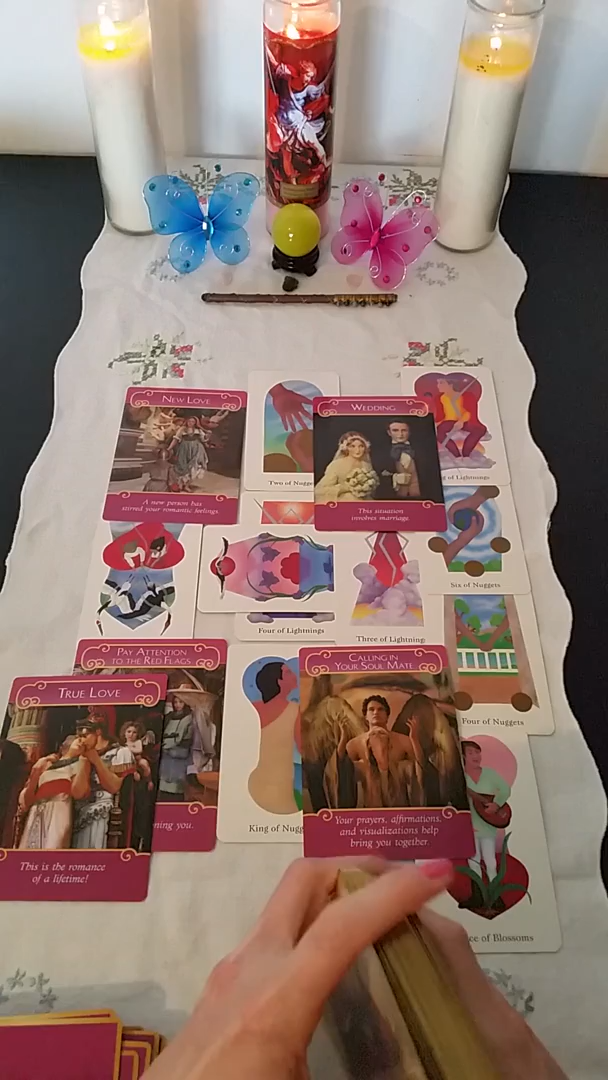 NEW LOVE
A new person has
stirred your romantic feelings.
Two of
WEDDING
This situation
involves marriage.
of Lightnings
Six of Nuggets
Four of Lightnings
Three of Lightning
Four of Nuggets
PAY ATTENTION
TO THE RED FLAGS
ning you.
TRUE LOVE
This is the romance
of a lifetime!
King of Nugg
CALLING IN
YOUR SOUL MATE
Your prayers, affirmations,
and visualizations help
bring you together.
ce of Blossoms